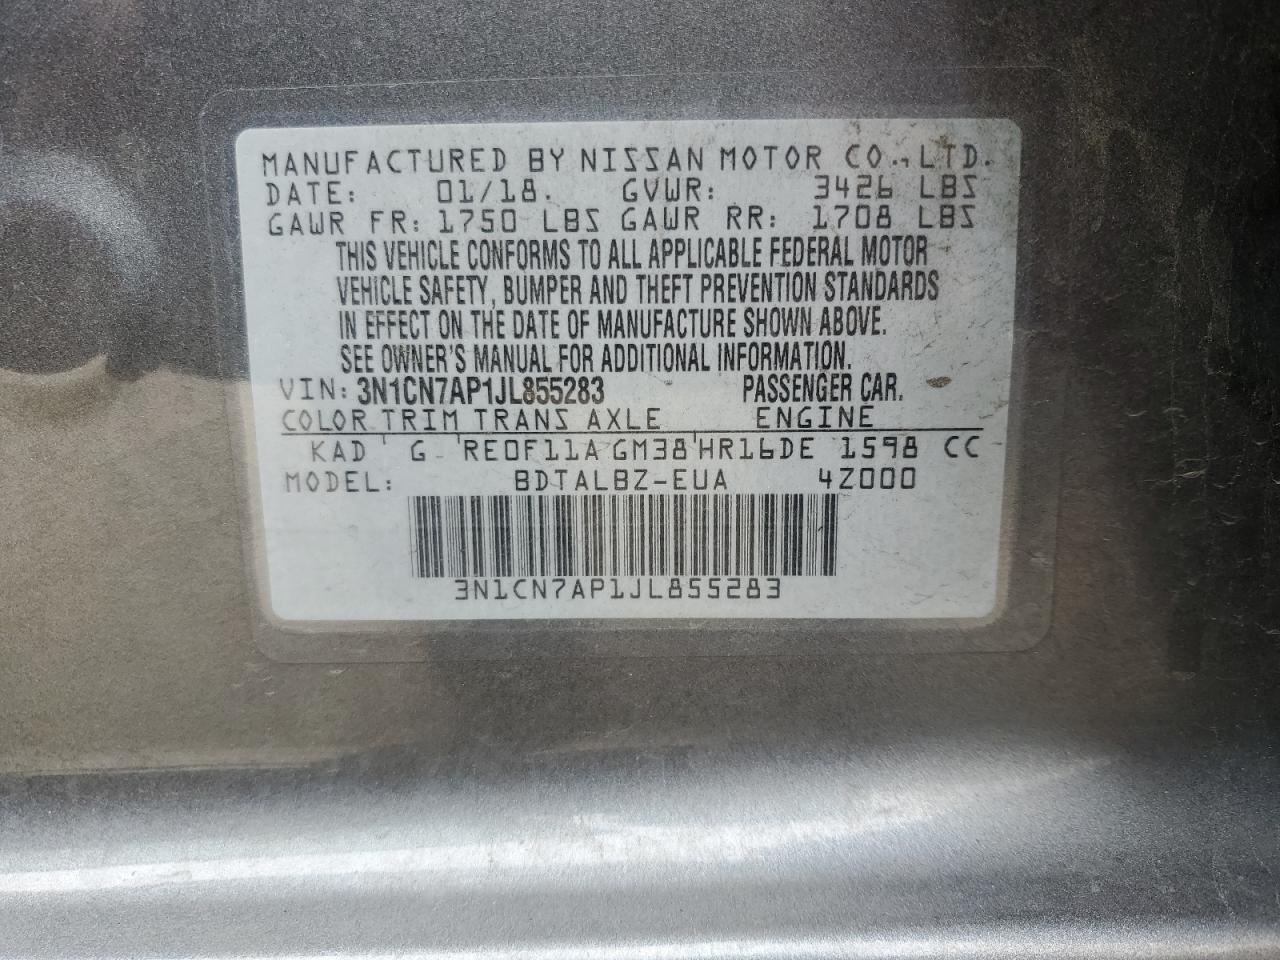 MANUFACTURED BY NISSAN MOTOR CO., LTD.
DATE: 01/18. GVWR: 3426 LBS
GAWR FR: 1750 LBS GAWR RR: 1708 LBS
THIS VEHICLE CONFORMS TO ALL APPLICABLE FEDERAL MOTOR
VEHICLE SAFETY, BUMPER AND THEFT PREVENTION STANDARDS
IN EFFECT ON THE DATE OF MANUFACTURE SHOWN ABOVE.
SEE OWNER'S MANUAL FOR ADDITIONAL INFORMATION.
VIN: 3N1CN7AP1JL855283 PASSENGER CAR.
COLOR TRIM TRANS AXLE ENGINE
KAD G RE0F11A GM38 HR16DE 1598 CC
MODEL: BDTALBZ-EUA 4Z000
3N1CN7AP1JL855283